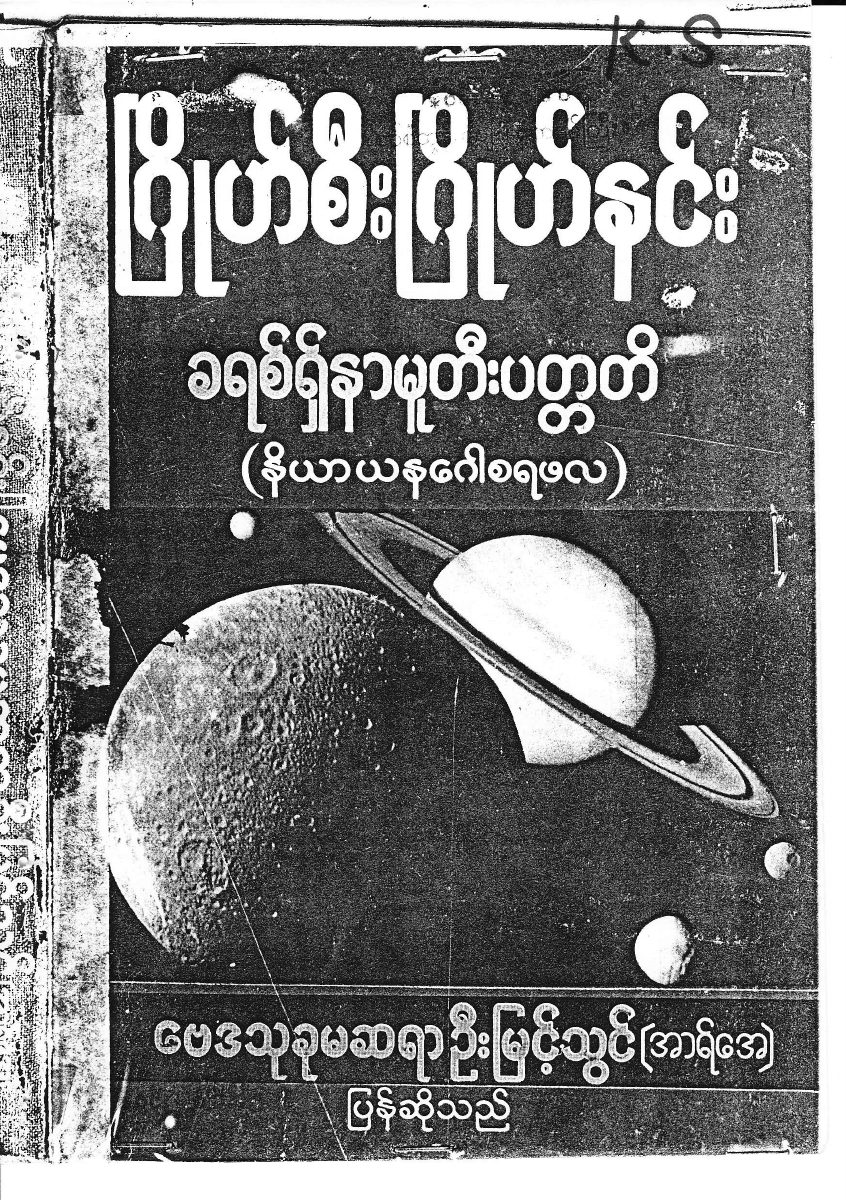 K.S
ဂြိုဟ်စီးဂြိုဟ်နင်း
ခရစ်ရှ်နာမူတီးပတ္တတိ
(နိယာယနဂေါစရဖလ)
ဗေဒသုခုမဆရာဦးမြင့်သွင် (အာရ်အေ)
ပြန်ဆိုသည်